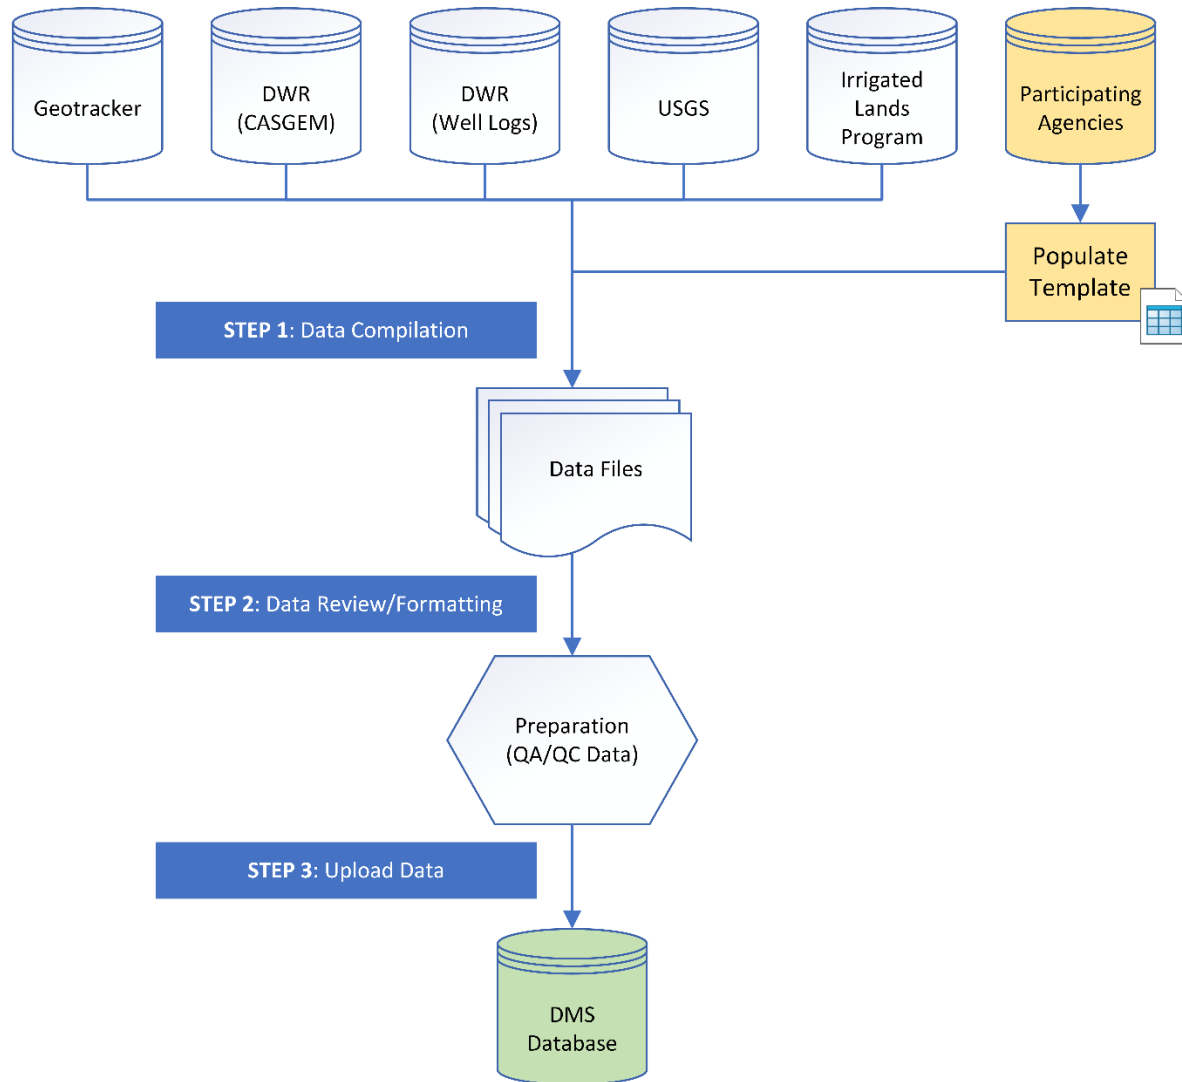 Geotracker
DWR
(CASGEM)
DWR
(Well Logs)
USGS
Irrigated
Lands
Program
Participating
Agencies
Populate
Template
STEP 1: Data Compilation
Data Files
STEP 2: Data Review/Formatting
Preparation
(QA/QC Data)
STEP 3: Upload Data
DMS
Database